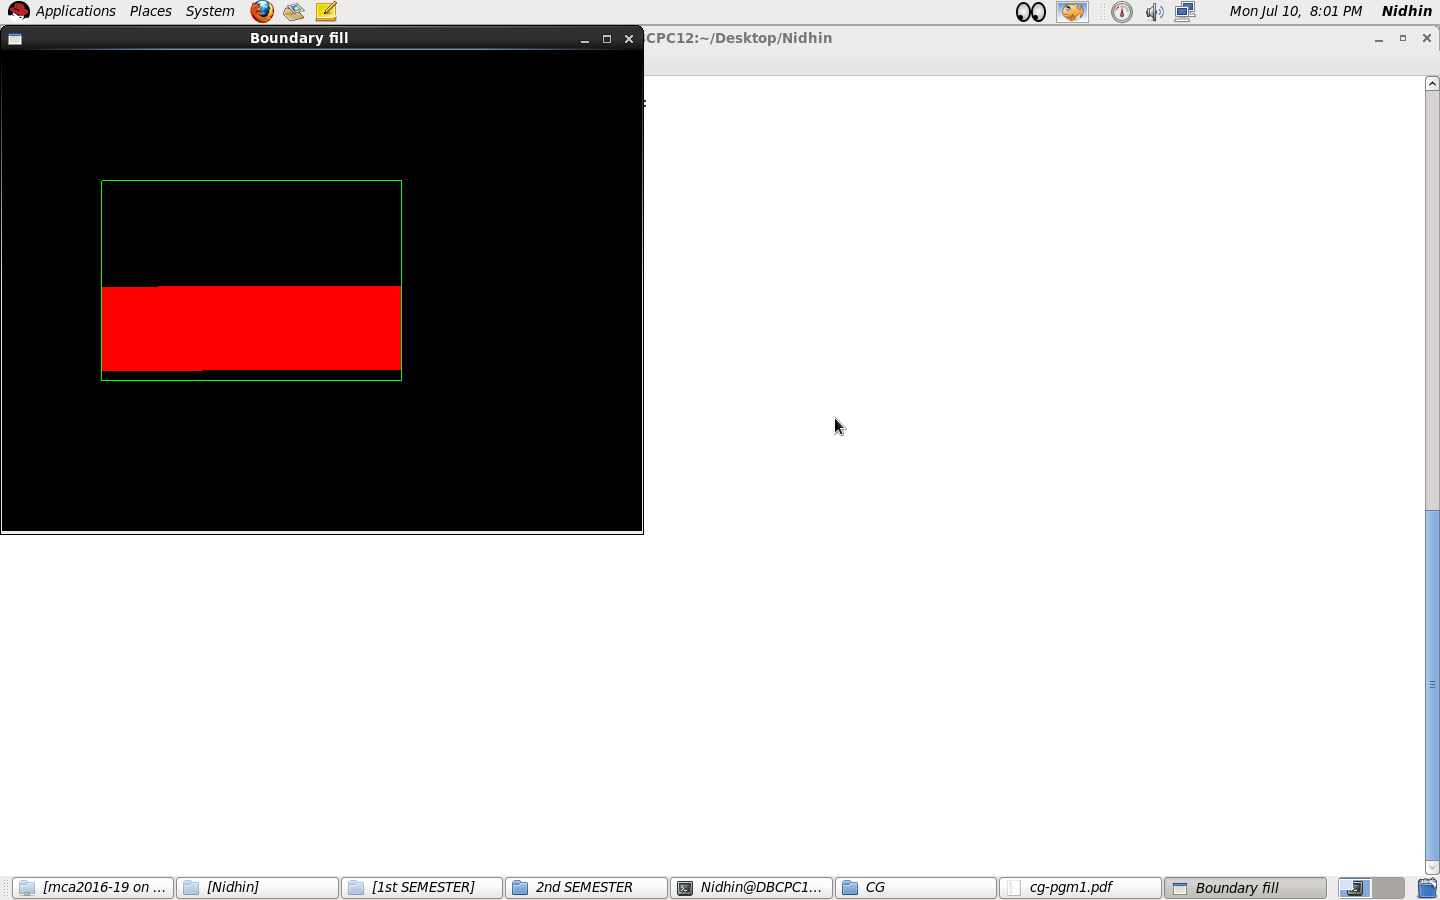 Applications Places System Mon Jul 10, 8:01 PM Nidhin
Boundary fill
CPC12:~/Desktop/Nidhin
:
[mca2016-19 on ... [Nidhin] [1st SEMESTER] 2nd SEMESTER Nidhin@DBCPC1... CG cg-pgm1.pdf Boundary fill